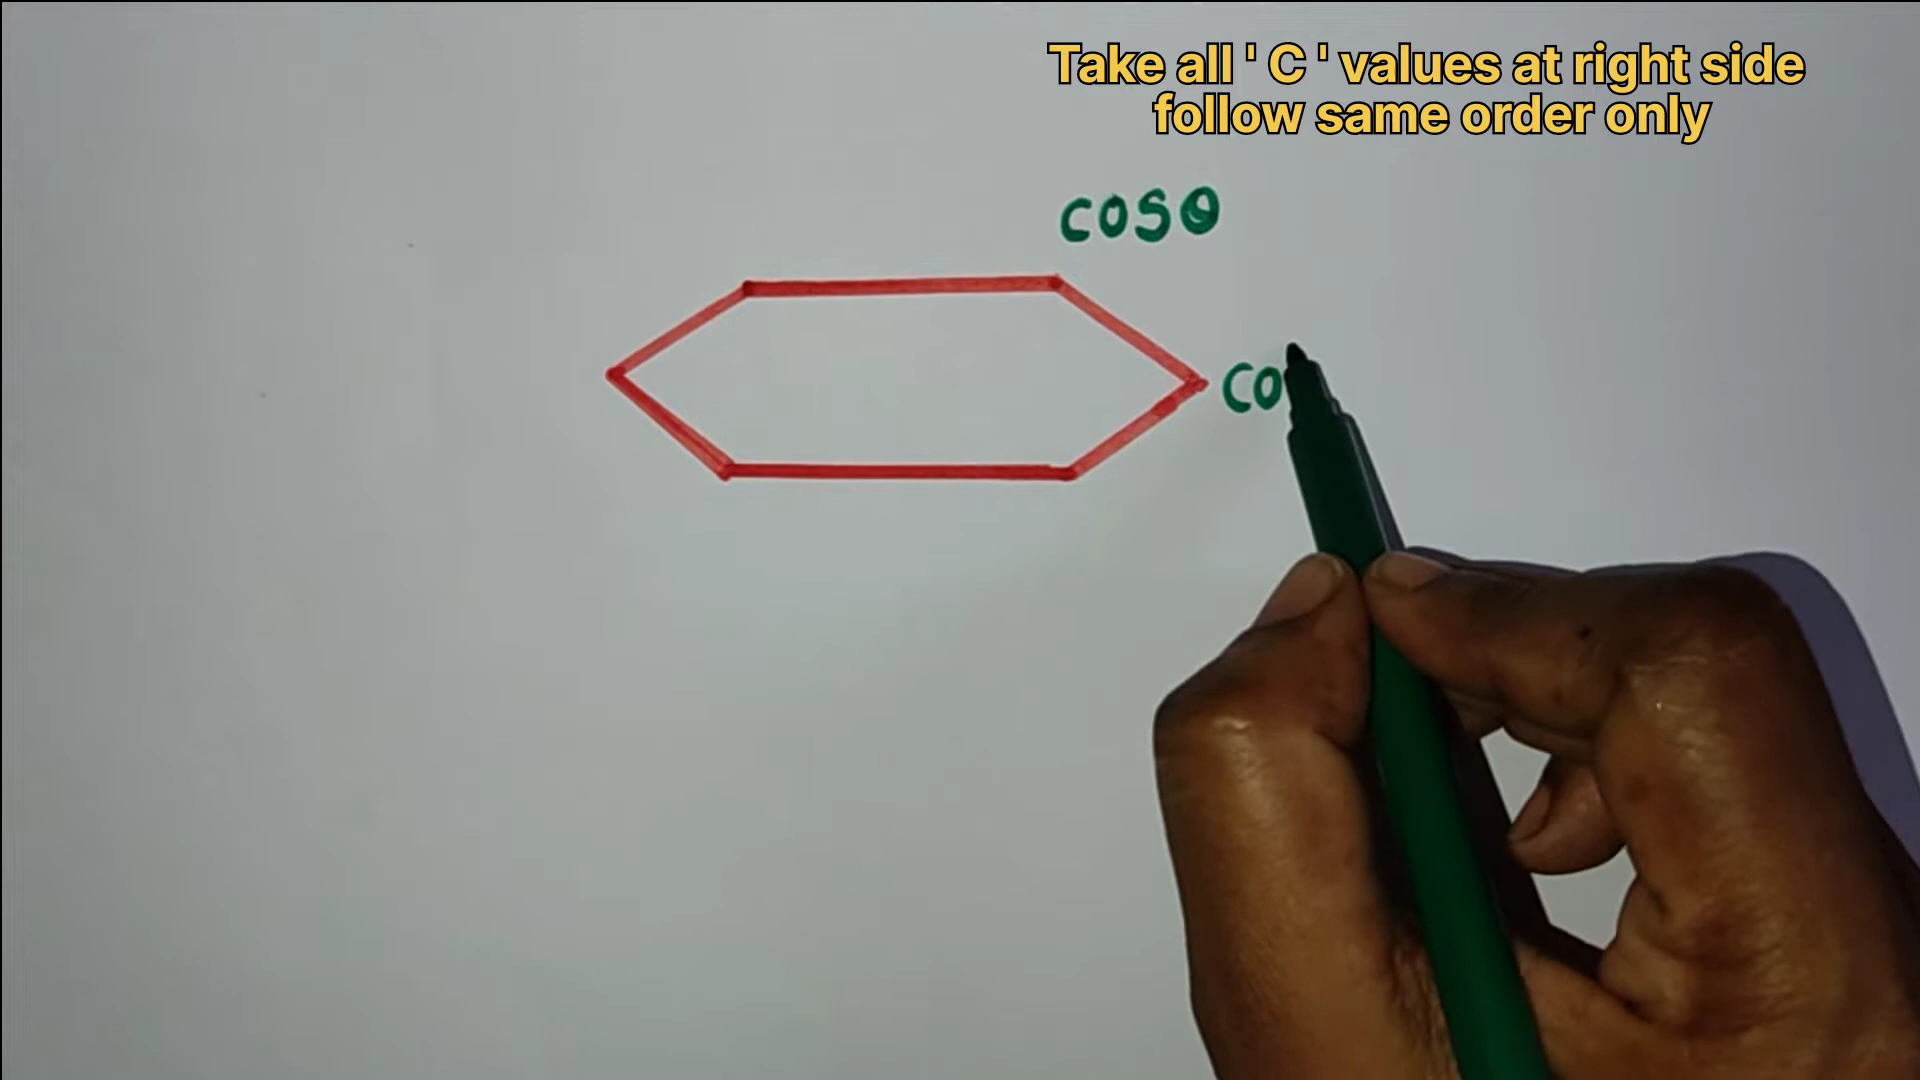 Take all ' C ' values at right side
follow same order only
cosθ
co